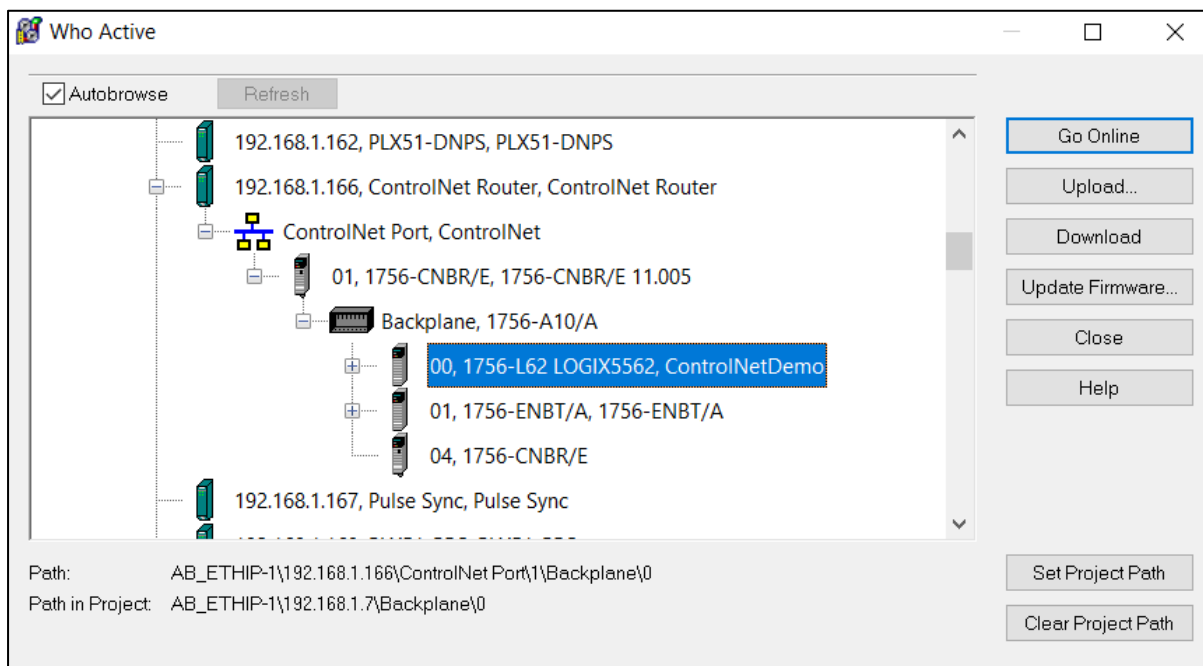 Who Active
Autobrowse
Refresh
192.168.1.162, PLX51-DNPS, PLX51-DNPS
Go Online
192.168.1.166, ControlNet Router, ControlNet Router
Upload...
ControlNet Port, ControlNet
Download
01, 1756-CNBR/E, 1756-CNBR/E 11.005
Update Firmware...
Backplane, 1756-A10/A
Close
00, 1756-L62 LOGIX5562, ControlNetDemo
Help
01, 1756-ENBT/A, 1756-ENBT/A
04, 1756-CNBR/E
192.168.1.167, Pulse Sync, Pulse Sync
Path: AB_ETHIP-1\192.168.1.166\ControlNet Port\1\Backplane\0
Set Project Path
Path in Project: AB_ETHIP-1\192.168.1.7\Backplane\0
Clear Project Path